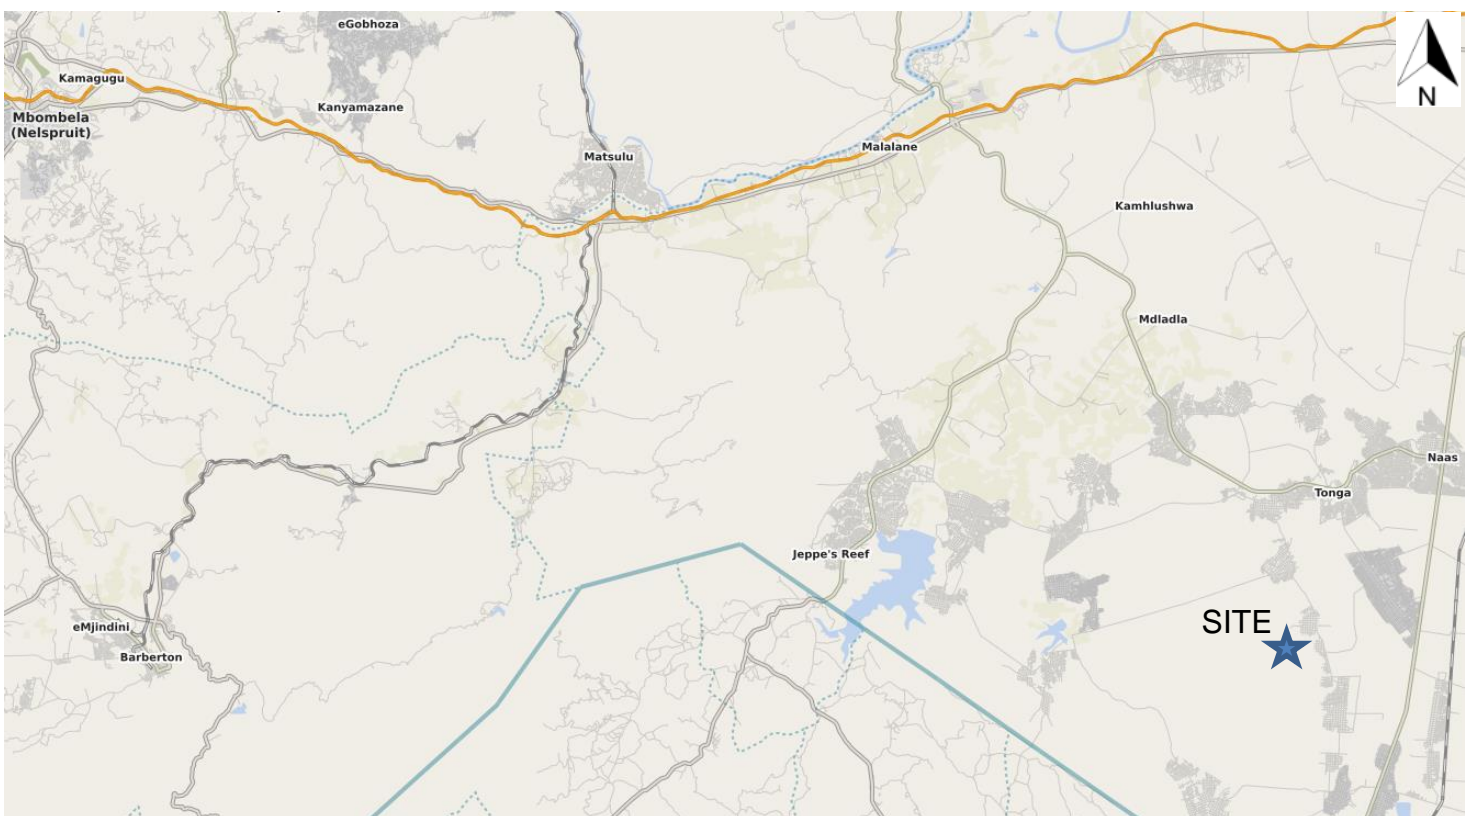 eGobhoza
Kamagugu
Kanyamazane
Mbombela
(Nelspruit)
N
Matsulu
Malalane
Kamhlushwa
Mdladla
Naas
Tonga
Jeppe's Reef
SITE
eMjindini
Barberton